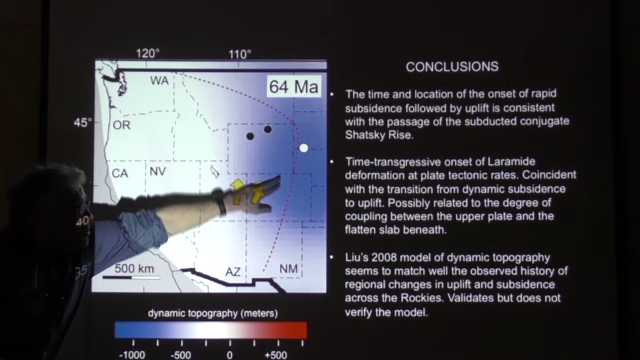 120°
110°
WA
64 Ma
45°
OR
CA
NV
40
35
500 km
AZ
NM
dynamic topography (meters)
-1000
-500
0
+500
CONCLUSIONS
• The time and location of the onset of rapid
subsidence followed by uplift is consistent
with the passage of the subducted conjugate
Shatsky Rise.
• Time-transgressive onset of Laramide
deformation at plate tectonic rates. Coincident
with the transition from dynamic subsidence
to uplift. Possibly related to the degree of
coupling between the upper plate and the
flatten slab beneath.
• Liu's 2008 model of dynamic topography
seems to match well the observed history of
regional changes in uplift and subsidence
across the Rockies. Validates but does not
verify the model.